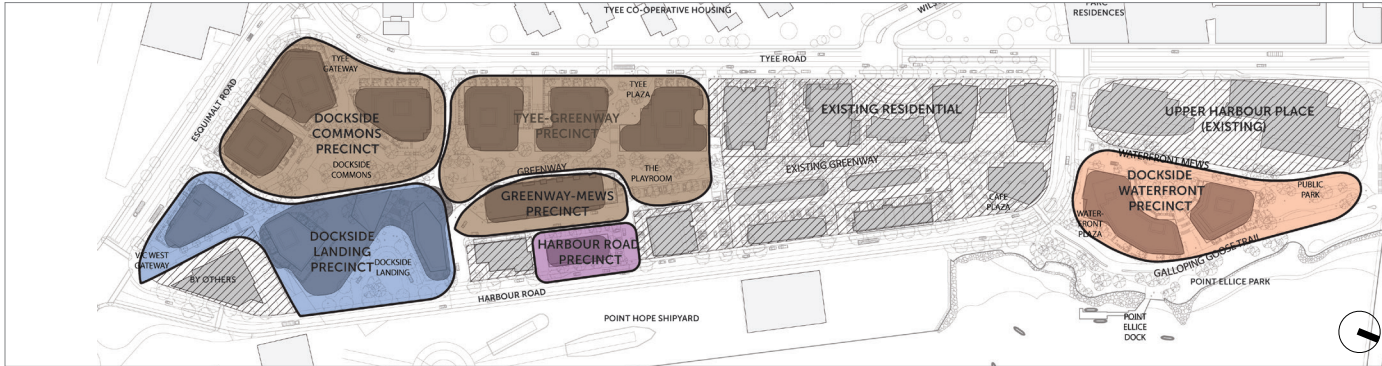 TYEE CO-OPERATIVE HOUSING
PARC
RESIDENCES
TYEE ROAD
ESQUIMALT ROAD
TYEE
GATEWAY
DOCKSIDE
COMMONS
PRECINCT
DOCKSIDE
COMMONS
TYEE
PLAZA
TYEE-GREENWAY
PRECINCT
GREENWAY
THE
PLAYROOM
GREENWAY-MEWS
PRECINCT
EXISTING RESIDENTIAL
EXISTING GREENWAY
CAFE
PLAZA
UPPER HARBOUR PLACE
(EXISTING)
WATERFRONT MEWS
DOCKSIDE
WATERFRONT
PRECINCT
PUBLIC
PARK
WATER-
FRONT
PLAZA
GALLOPING GOOSE TRAIL
POINT ELLICE PARK
POINT
ELLICE
DOCK
VIC WEST
GATEWAY
BY OTHERS
DOCKSIDE
LANDING
PRECINCT
DOCKSIDE
LANDING
HARBOUR ROAD
PRECINCT
HARBOUR ROAD
POINT HOPE SHIPYARD